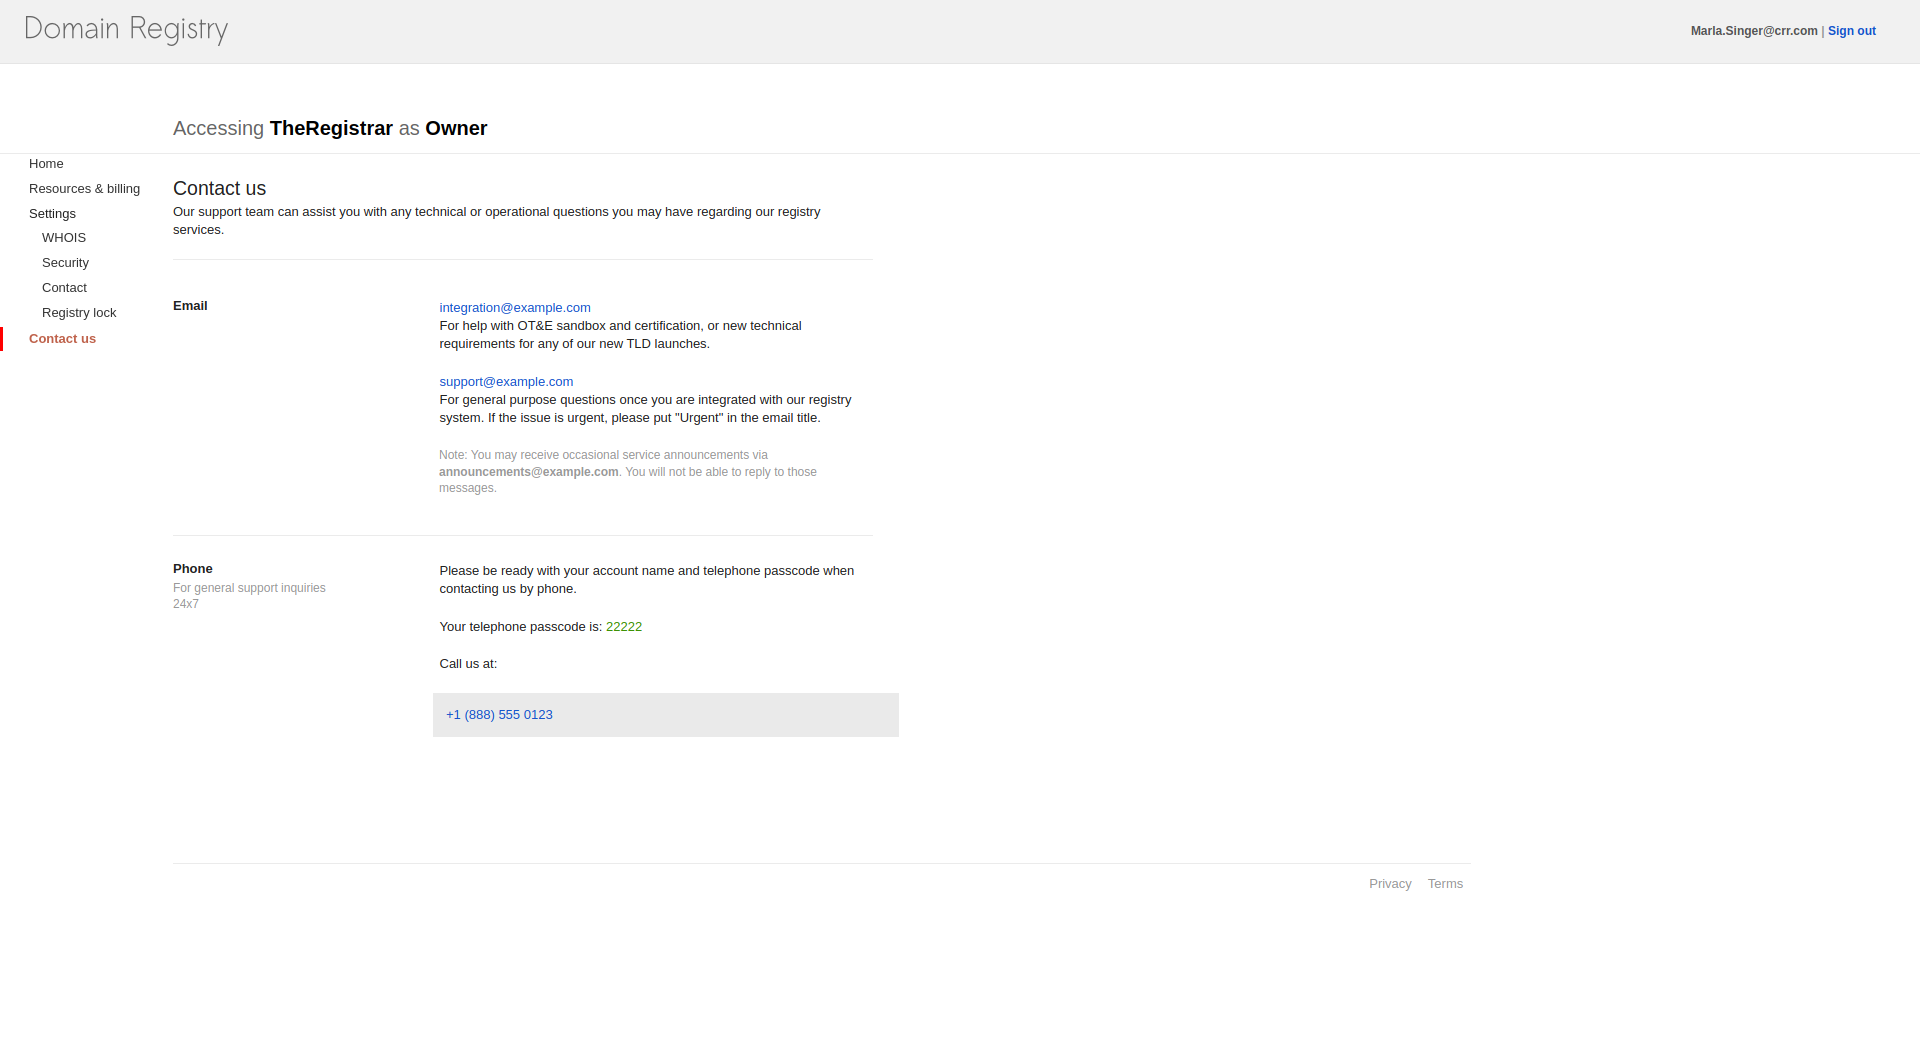 Domain Registry
Marla.Singer@crr.com | Sign out
Accessing TheRegistrar as Owner
Home
Resources & billing
Settings
WHOIS
Security
Contact
Registry lock
Contact us
Contact us
Our support team can assist you with any technical or operational questions you may have regarding our registry
services.
Email
integration@example.com
For help with OT&E sandbox and certification, or new technical
requirements for any of our new TLD launches.
support@example.com
For general purpose questions once you are integrated with our registry
system. If the issue is urgent, please put "Urgent" in the email title.
Note: You may receive occasional service announcements via
announcements@example.com. You will not be able to reply to those
messages.
Phone
For general support inquiries
24x7
Please be ready with your account name and telephone passcode when
contacting us by phone.
Your telephone passcode is: 22222
Call us at:
+1 (888) 555 0123
Privacy Terms